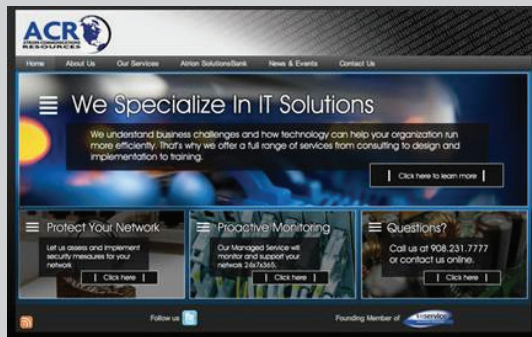 ACR
ATRION COMMUNICATIONS
RESOURCES
Home About Us Our Services Atrion SolutionsBank News & Events Contact Us
We Specialize In IT Solutions
We understand business challenges and how technology can help your organization run
more efficiently. That's why we offer a full range of services from consulting to design and
implementation to training.
Click here to learn more
Protect Your Network
Let us assess and implement
security measures for your
network
Click here
Proactive Monitoring
Our Managed Service will
monitor and support your
network 24x7x365.
Click here
Questions?
Call us at 908.231.7777
or contact us online.
Click here
Follow us
Founding Member of